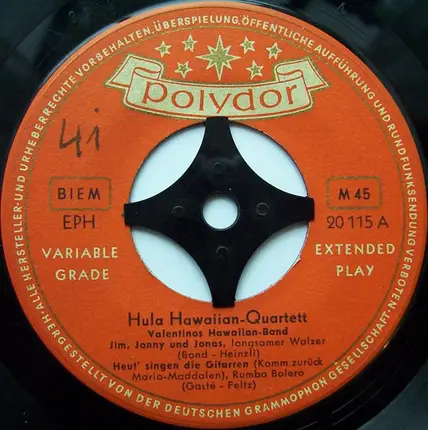 ALLE HERSTELLER- UND URHEBERRECHTE VORBEHALTEN. ÜBERSPIELUNG, ÖFFENTLICHE AUFFÜHRUNG UND RUNDFUNKSENDUNG VERBOTEN.
polydor
41
BIEM
EPH
VARIABLE
GRADE
M 45
20 115 A
EXTENDED
PLAY
Hula Hawaiian-Quartett
Valentinos Hawaiian-Band
Jim, Jonny und Jonas, langsamer Walzer
(Bond - Heinzli)
Heut' singen die Gitarren (Komm zurück
Maria-Maddalen), Rumba Bolero
(Gasté - Feltz)
HERGESTELLT VON DER DEUTSCHEN GRAMMOPHON GESELLSCHAFT